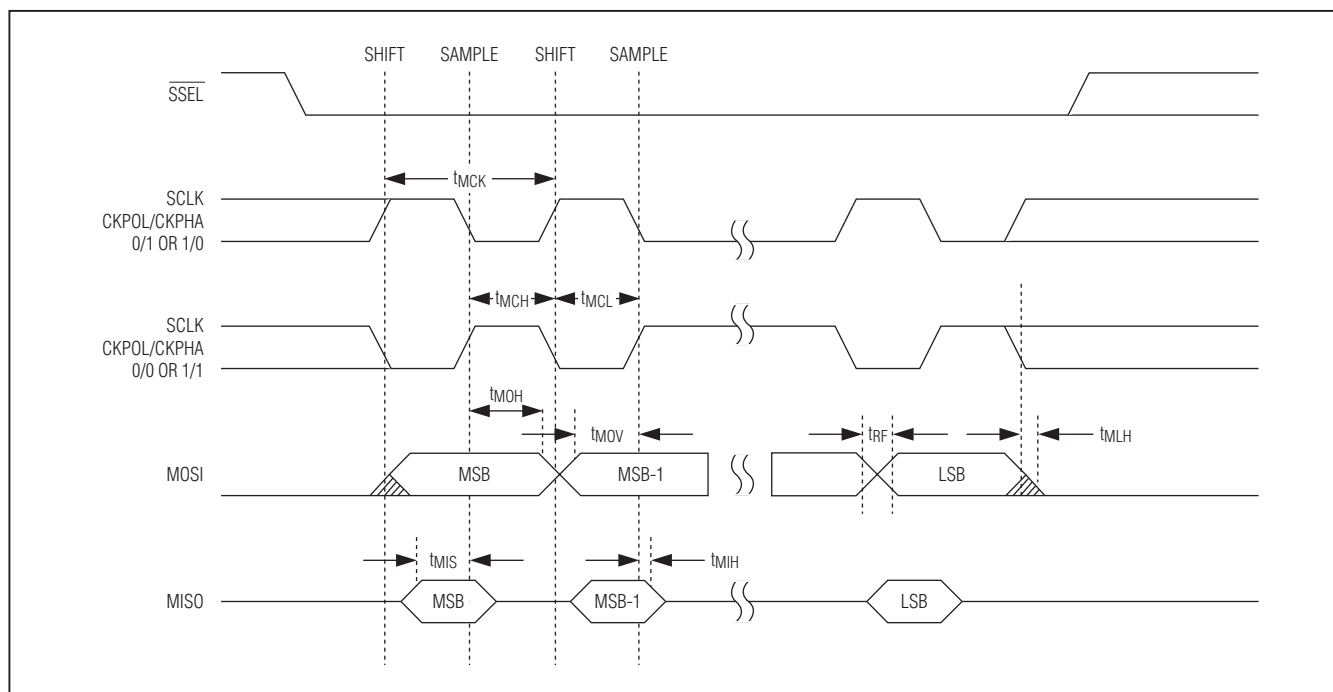 SHIFT SAMPLE SHIFT SAMPLE
SSEL
tMCK
SCLK
CKPOL/CKPHA
0/1 OR 1/0
tMCH tMCL
SCLK
CKPOL/CKPHA
0/0 OR 1/1
tMOH
tMOV tRF tMLH
MOSI MSB MSB-1 LSB
tMIS tMIH
MISO MSB MSB-1 LSB